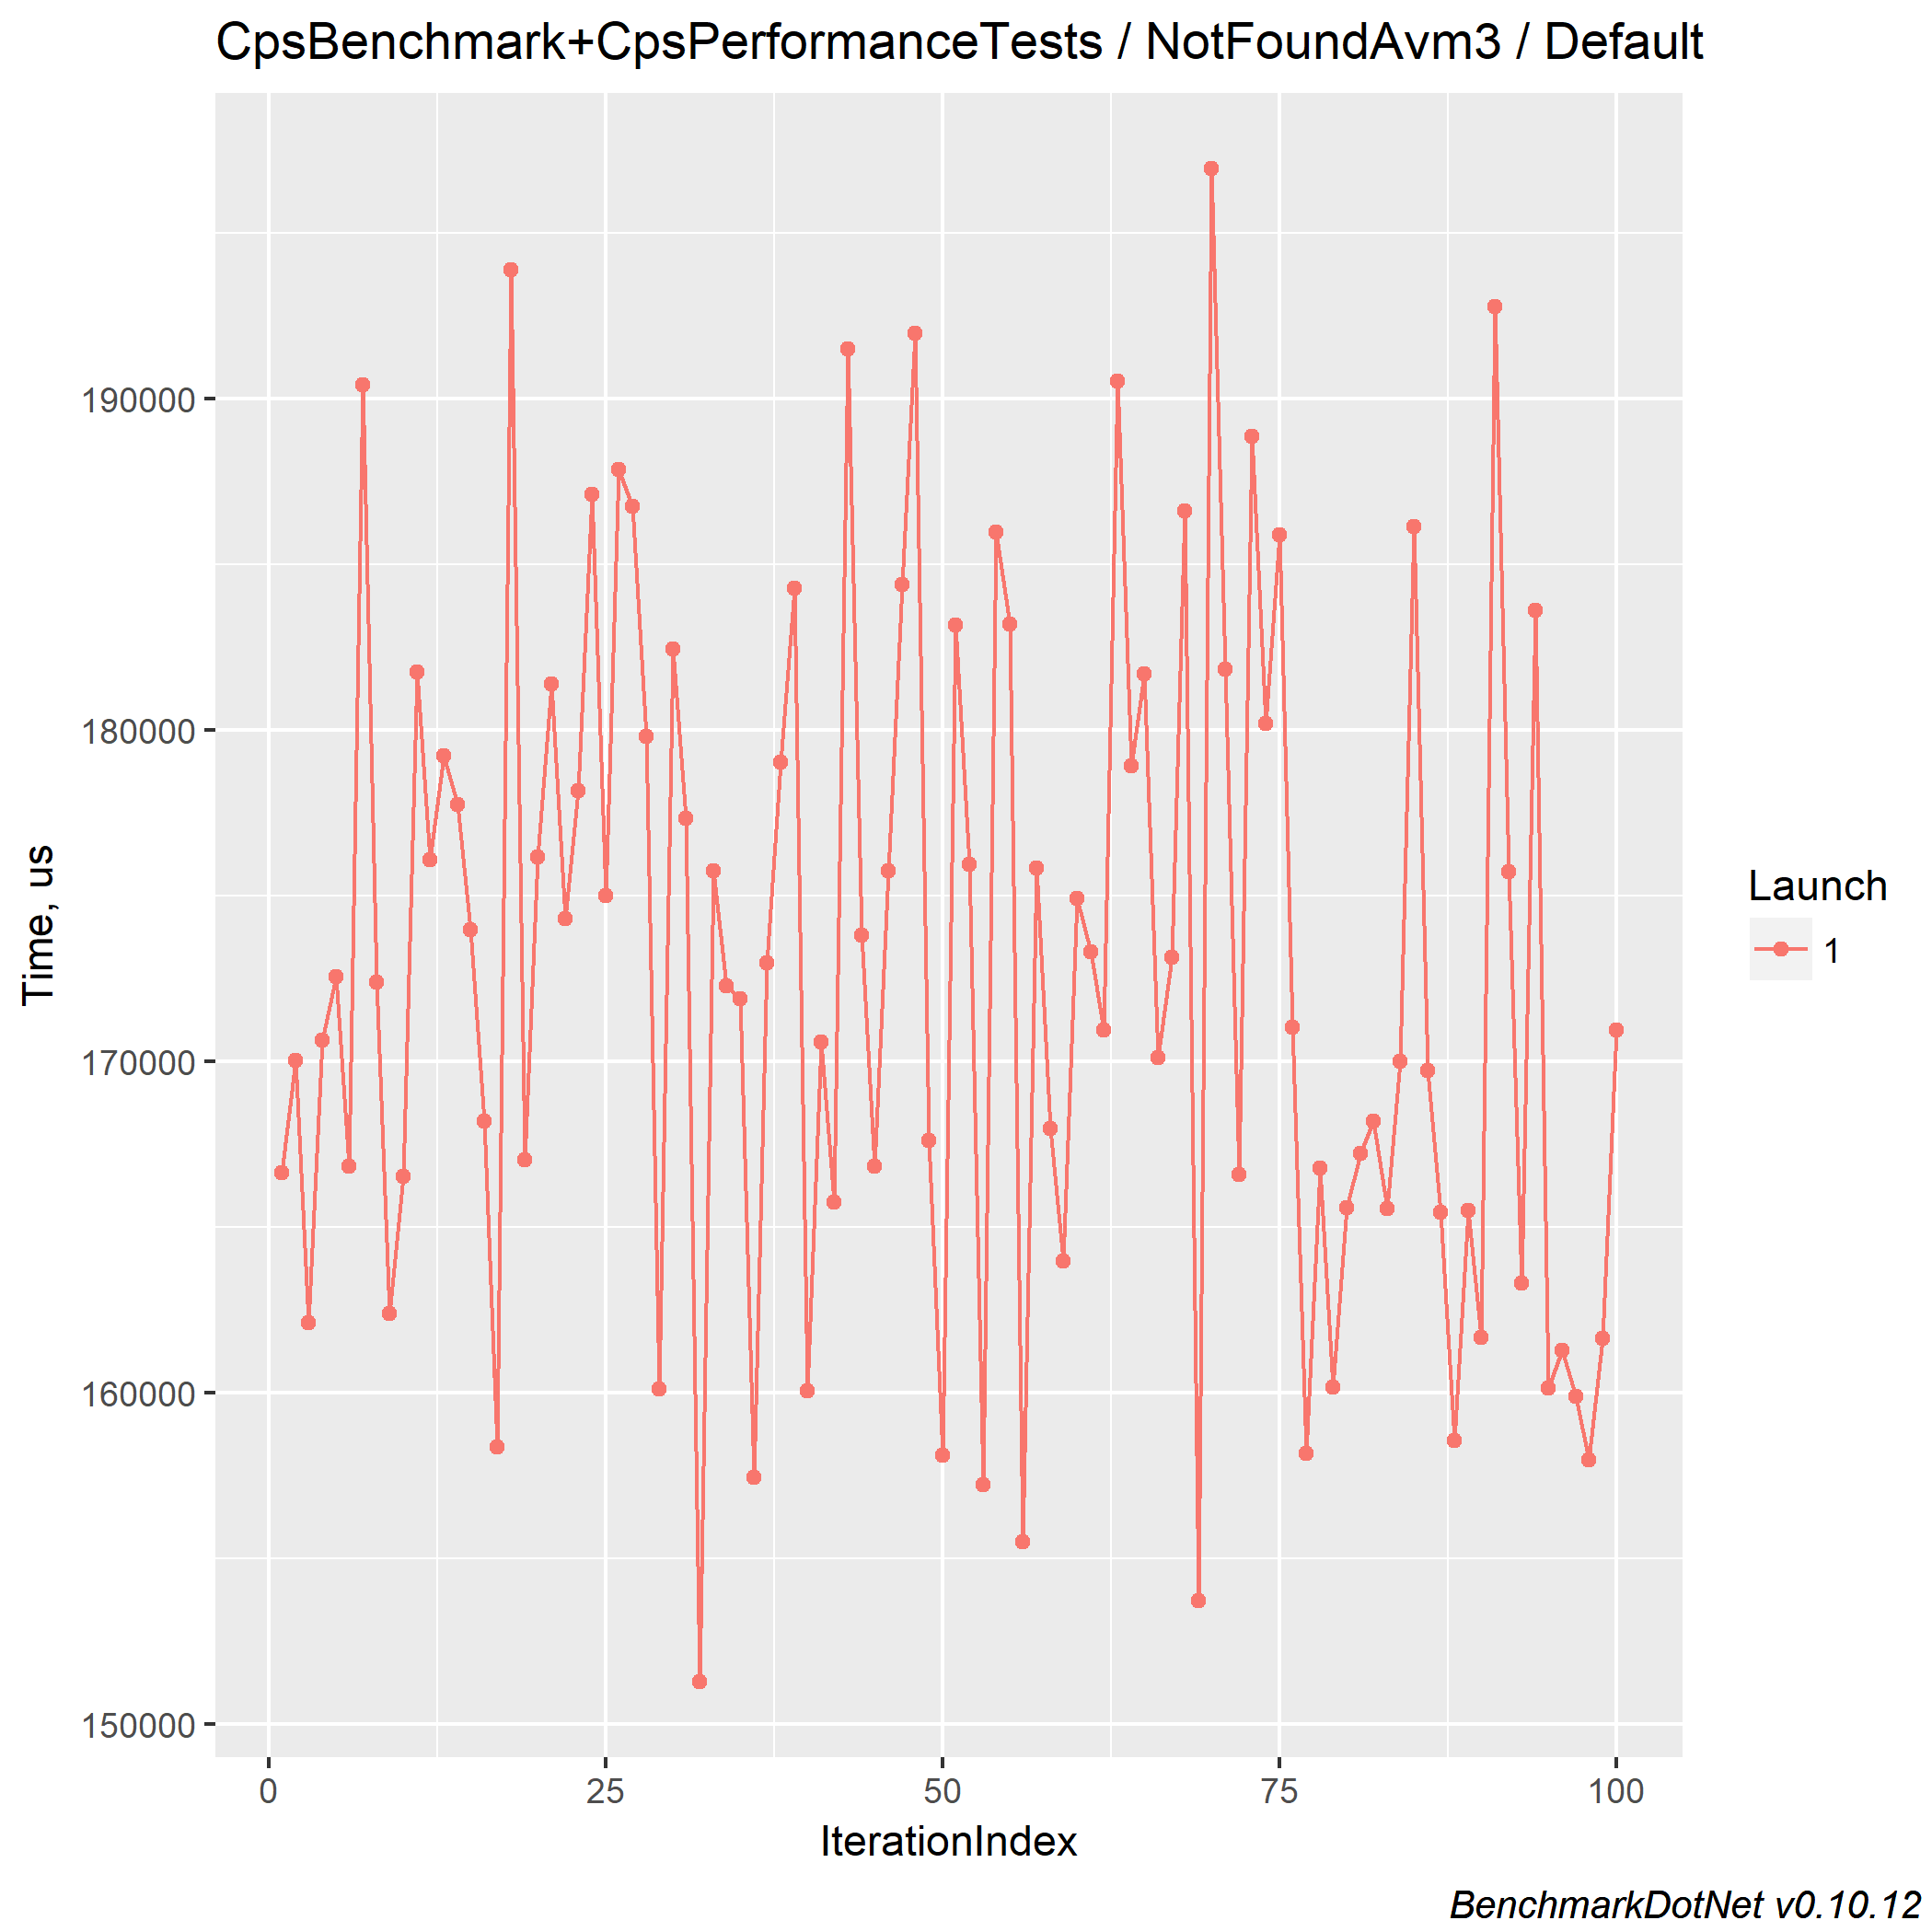 CpsBenchmark+CpsPerformanceTests / NotFoundAvm3 / Default
190000
180000
170000
160000
150000
Time, us
0 25 50 75 100
IterationIndex
Launch
1
BenchmarkDotNet v0.10.12